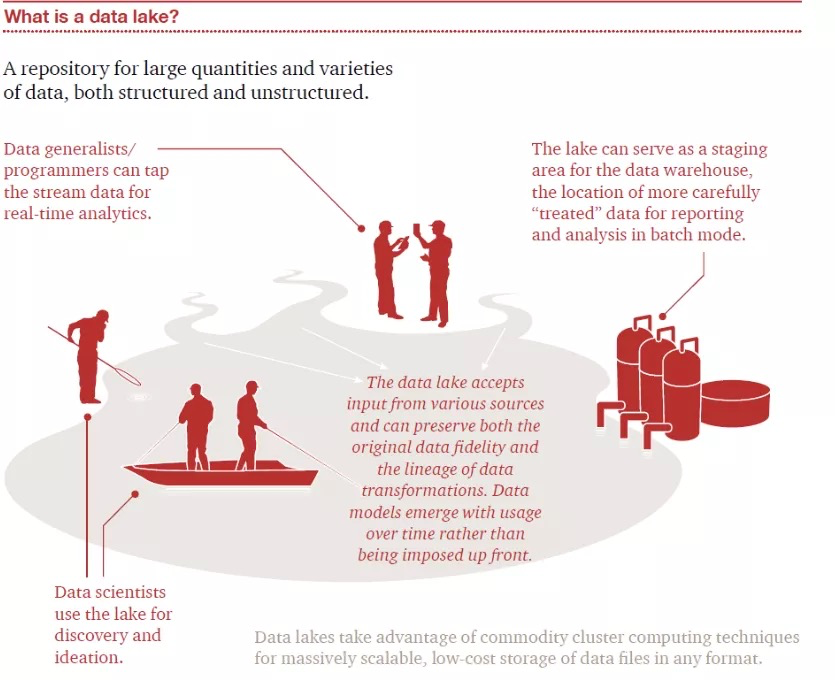 What is a data lake?
A repository for large quantities and varieties
of data, both structured and unstructured.
Data generalists/
programmers can tap
the stream data for
real-time analytics.
The lake can serve as a staging
area for the data warehouse,
the location of more carefully
“treated” data for reporting
and analysis in batch mode.
The data lake accepts
input from various sources
and can preserve both the
original data fidelity and
the lineage of data
transformations. Data
models emerge with usage
over time rather than
being imposed up front.
Data scientists
use the lake for
discovery and
ideation.
Data lakes take advantage of commodity cluster computing techniques
for massively scalable, low-cost storage of data files in any format.